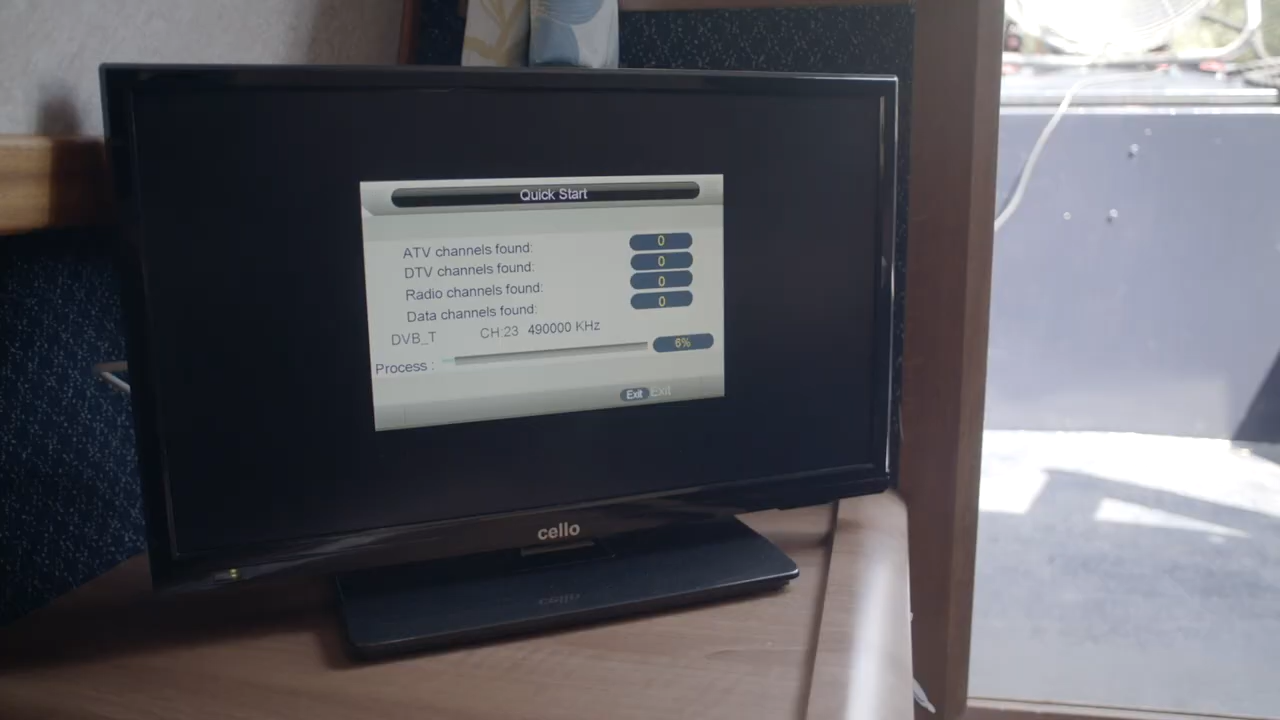 Quick Start
ATV channels found: 0
DTV channels found: 0
Radio channels found: 0
Data channels found: 0
DVB_T CH:23 490000 KHz
Process : 6%
Exit Exit
cello
cello